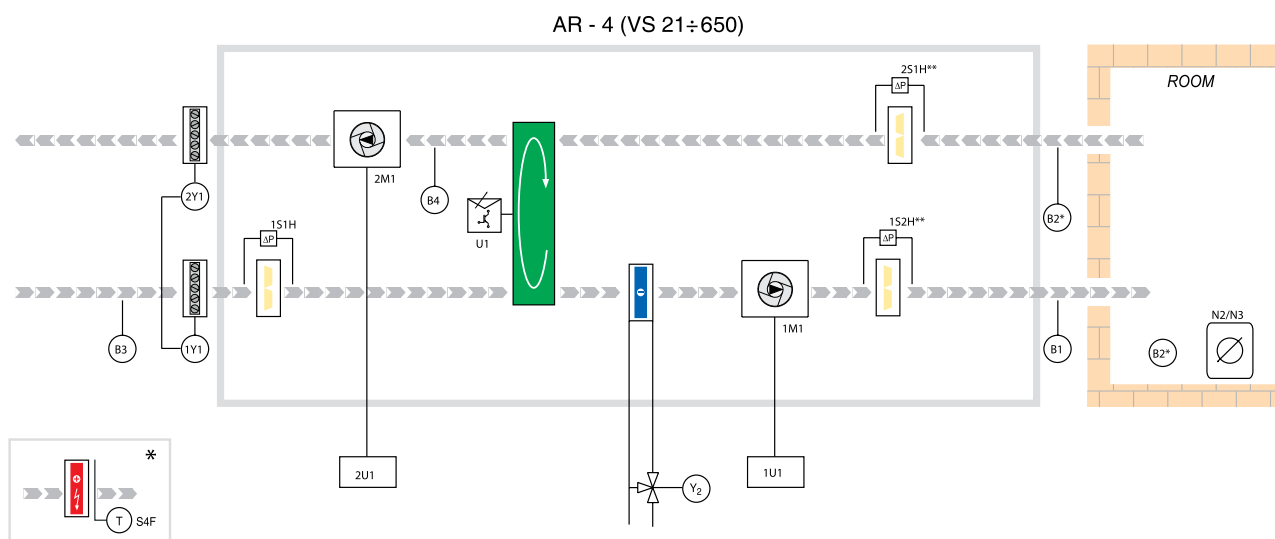 AR - 4 (VS 21÷650)
2S1H**
ΔP
ROOM
2M1
2Y1
B4
U1
B2*
1S1H
ΔP
1S2H**
ΔP
1M1
B3
1Y1
B1
N2/N3
B2*
2U1
1U1
Y2
*
T
S4F